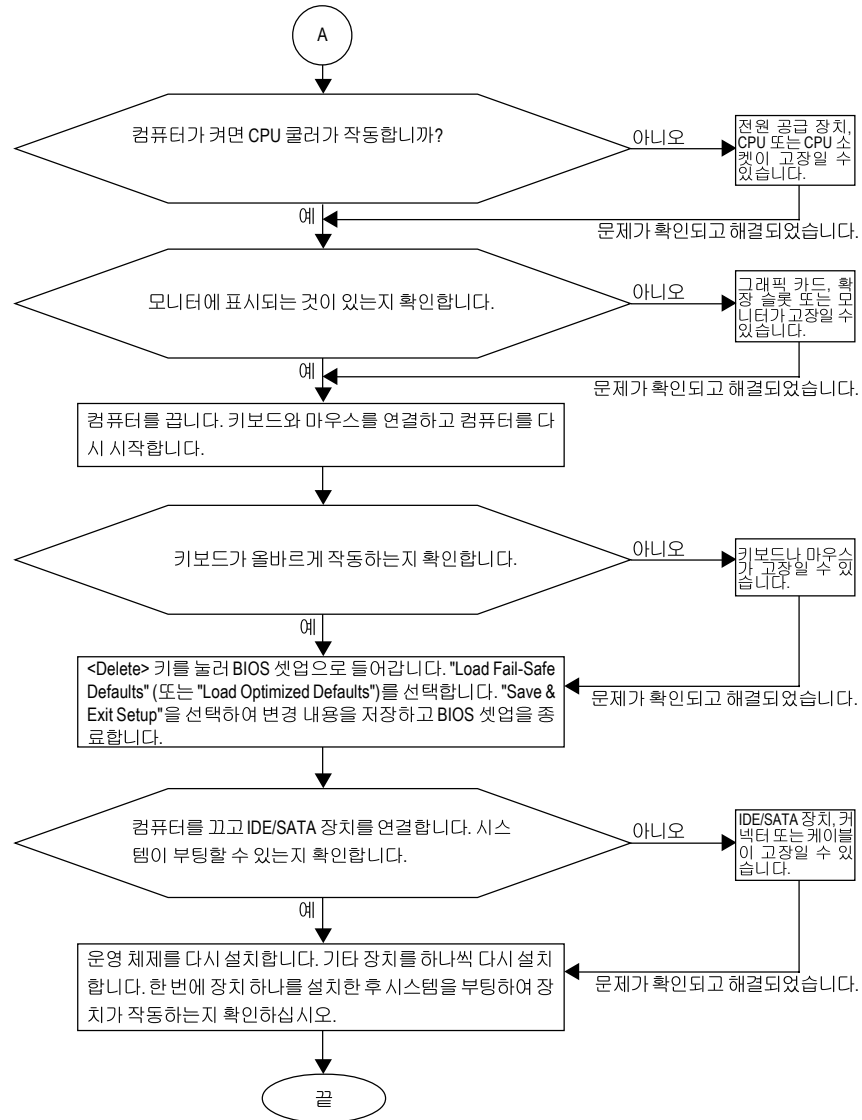 A
컴퓨터가 켜면 CPU 쿨러가 작동합니까?
아니오
전원 공급 장치,
CPU 또는 CPU 소
켓이 고장일 수
있습니다.
예
문제가 확인되고 해결되었습니다.
모니터에 표시되는 것이 있는지 확인합니다.
아니오
그래픽 카드, 확
장 슬롯 또는 모
니터가 고장일 수
있습니다.
예
문제가 확인되고 해결되었습니다.
컴퓨터를 끕니다. 키보드와 마우스를 연결하고 컴퓨터를 다
시 시작합니다.
키보드가 올바르게 작동하는지 확인합니다.
아니오
키보드나 마우스
가 고장일 수 있
습니다.
예
<Delete> 키를 눌러 BIOS 셋업으로 들어갑니다. "Load Fail-Safe
Defaults" (또는 "Load Optimized Defaults")를 선택합니다. "Save &
Exit Setup"을 선택하여 변경 내용을 저장하고 BIOS 셋업을 종
료합니다.
문제가 확인되고 해결되었습니다.
컴퓨터를 끄고 IDE/SATA 장치를 연결합니다. 시스
템이 부팅할 수 있는지 확인합니다.
아니오
IDE/SATA 장치, 커
넥터 또는 케이블
이 고장일 수 있
습니다.
예
운영 체제를 다시 설치합니다. 기타 장치를 하나씩 다시 설치
합니다. 한 번에 장치 하나를 설치한 후 시스템을 부팅하여 장
치가 작동하는지 확인하십시오.
문제가 확인되고 해결되었습니다.
끝